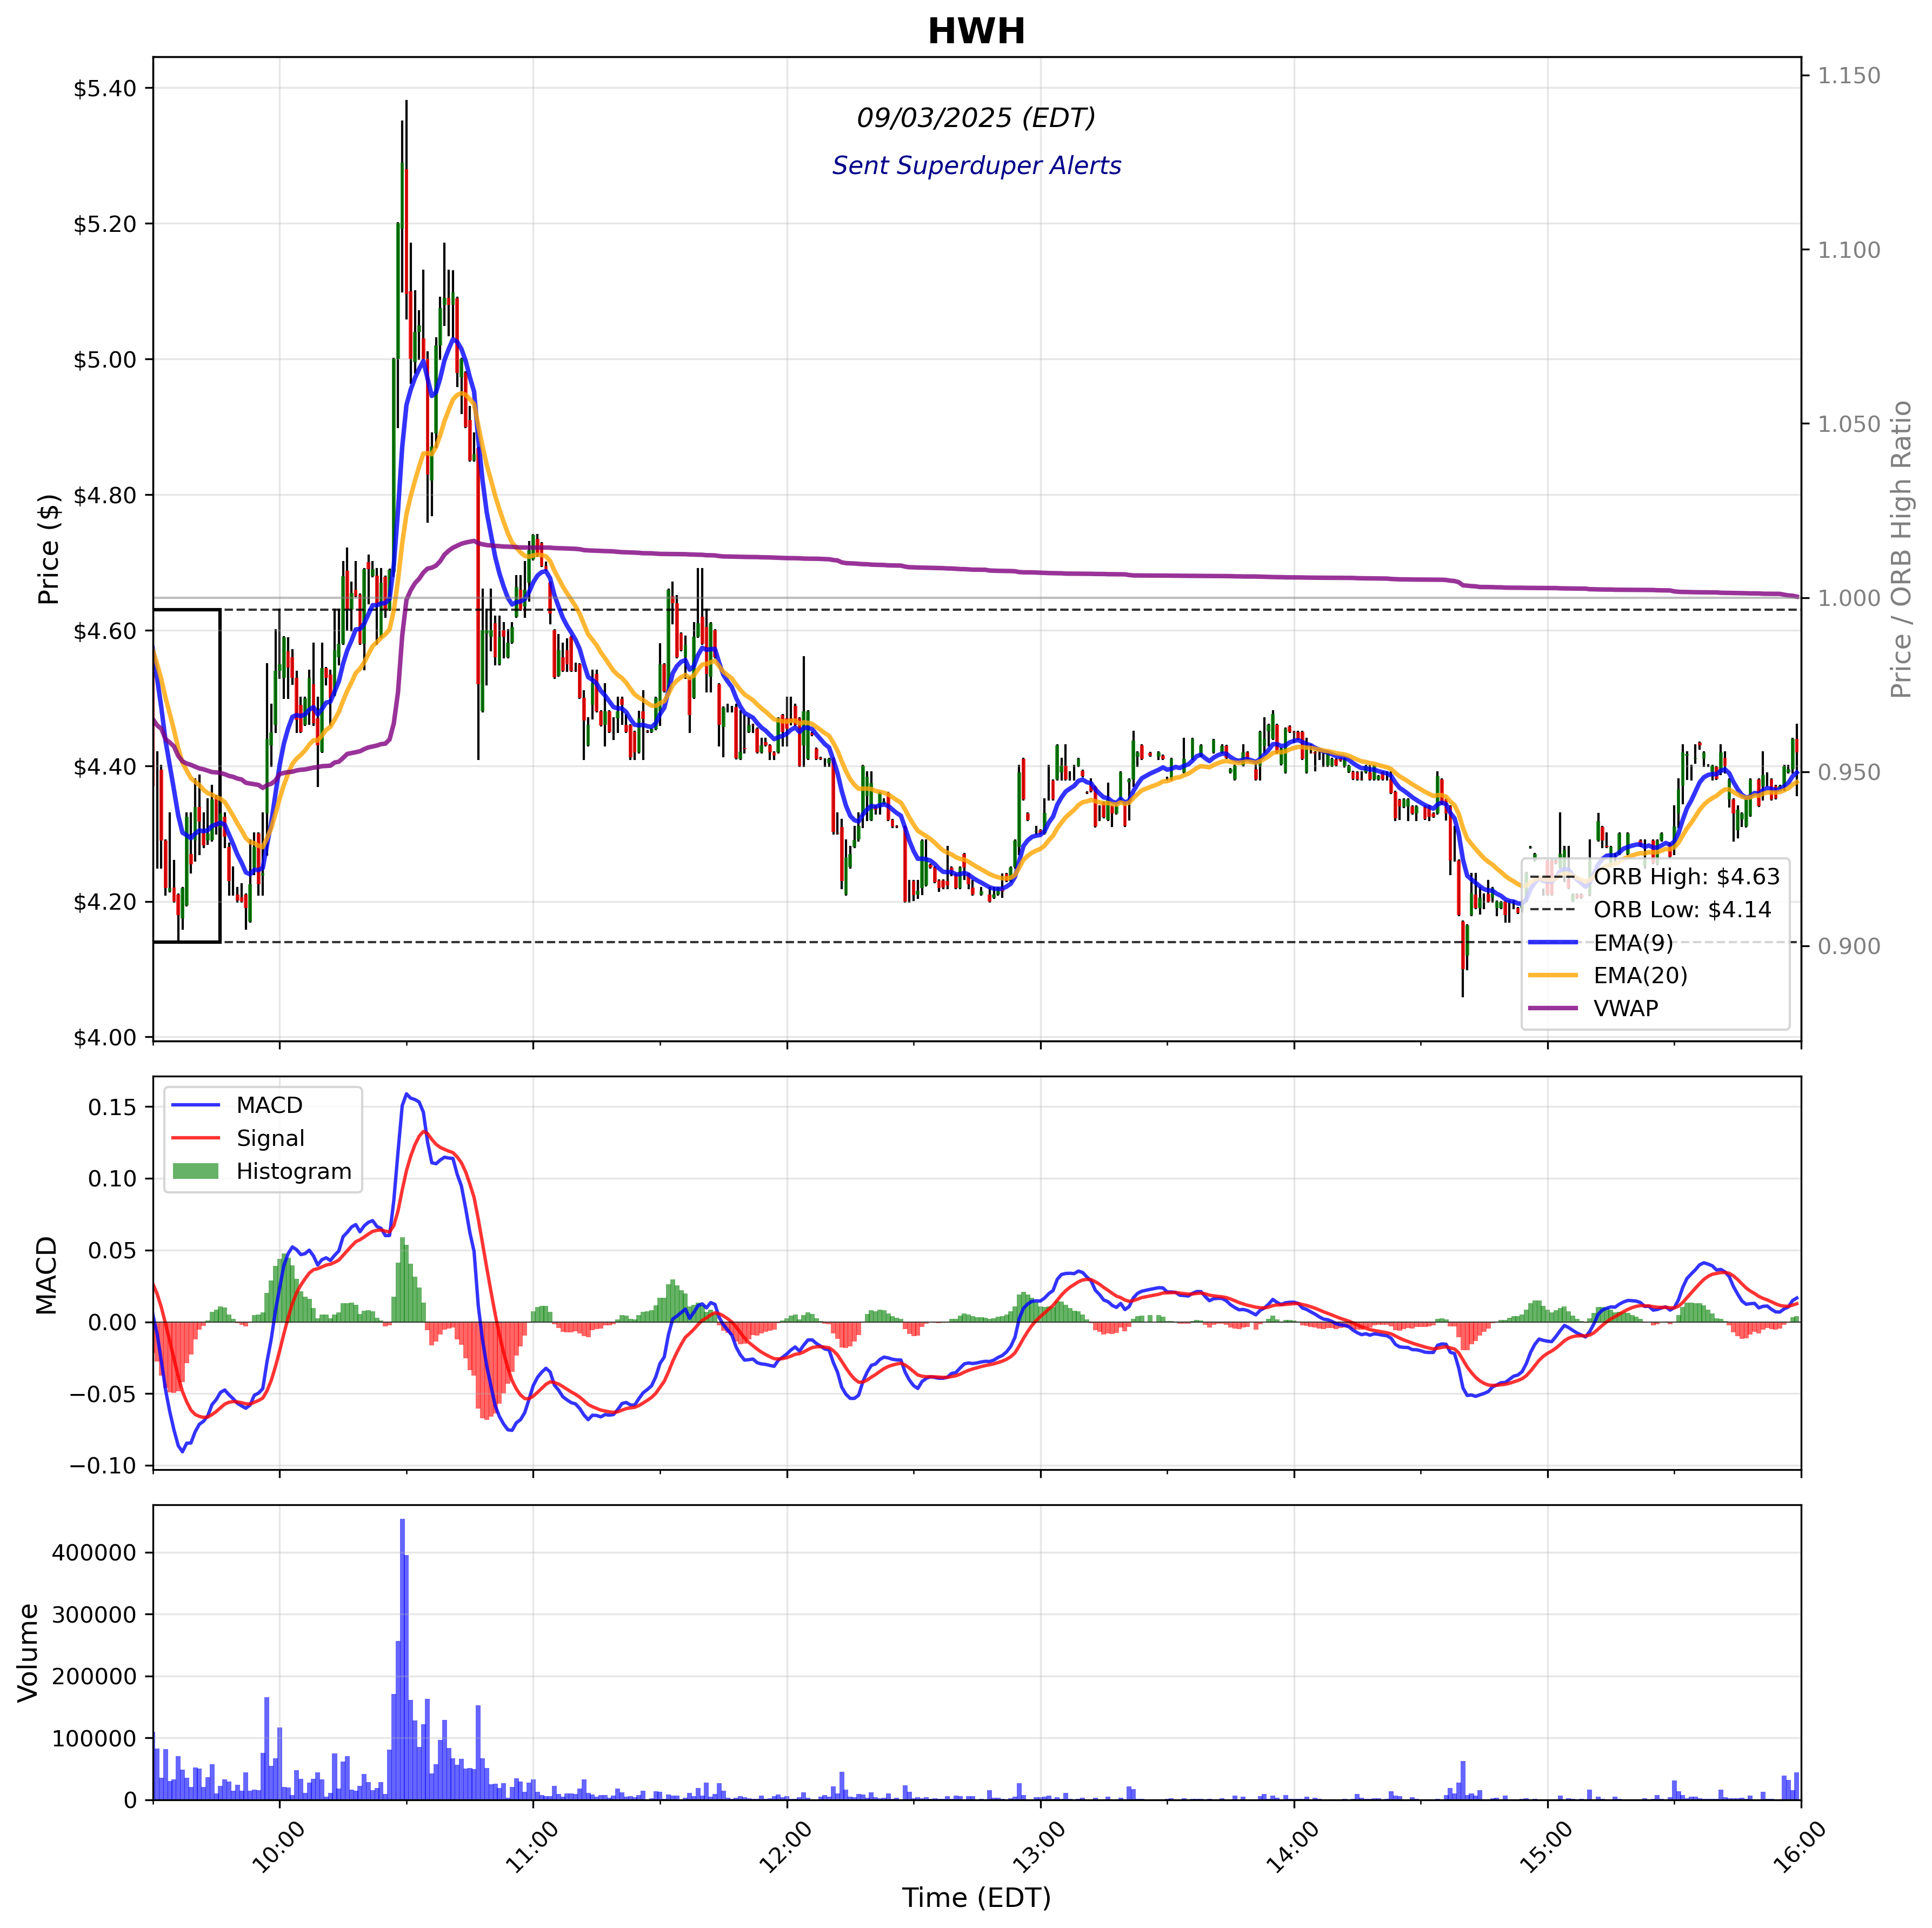 HWH
09/03/2025 (EDT)
Sent Superduper Alerts
Price ($)
$5.40
$5.20
$5.00
$4.80
$4.60
$4.40
$4.20
$4.00
1.150
1.100
1.050
1.000
0.950
0.900
Price / ORB High Ratio
ORB High: $4.63
ORB Low: $4.14
EMA(9)
EMA(20)
VWAP
MACD
0.15
0.10
0.05
0.00
−0.05
−0.10
MACD
Signal
Histogram
Volume
400000
300000
200000
100000
0
10:00
11:00
12:00
13:00
14:00
15:00
16:00
Time (EDT)